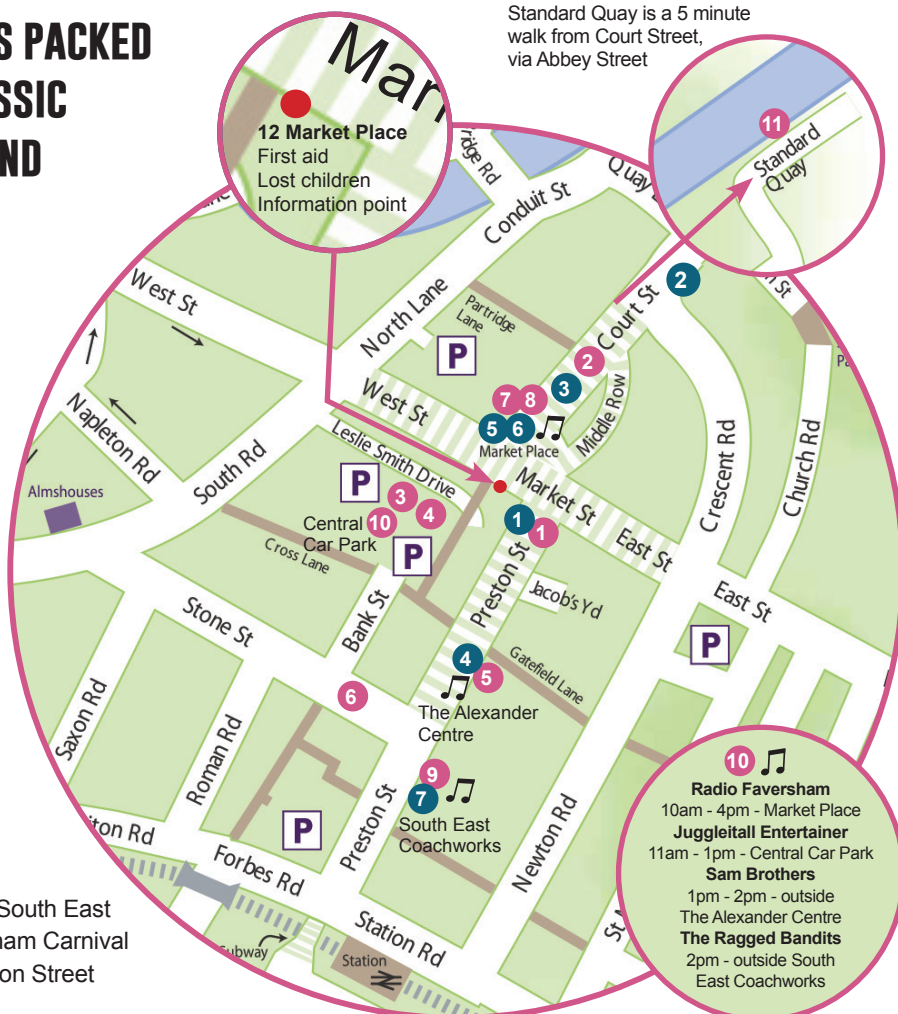 S PACKED
SSIC
ND
Standard Quay is a 5 minute
walk from Court Street,
via Abbey Street
Mar
12 Market Place
First aid
Lost children
Information point
11
Standard
Quay
Conduit St
Quay
2
West St
North Lane
Partridge
Lane
P
Court St
2
3
7 8
5 6
Market Place
Middle Row
West St
Leslie Smith Drive
Napleton Rd
South Rd
Almshouses
P
3
10
4
Central
Car Park
P
Cross Lane
Market St
East St
1
1
Preston St
Jacob's Yd
Crescent Rd
Church Rd
East St
P
Stone St
Bank St
4
5
Gatefield Lane
The Alexander
Centre
6
Saxon Rd
Roman Rd
9
7
South East
Coachworks
P
Preston St
Newton Rd
ton Rd
Forbes Rd
Station Rd
Subway
Station
10
Radio Faversham
10am - 4pm - Market Place
Juggleitall Entertainer
11am - 1pm - Central Car Park
Sam Brothers
1pm - 2pm - outside
The Alexander Centre
The Ragged Bandits
2pm - outside South
East Coachworks
South East
ham Carnival
on Street